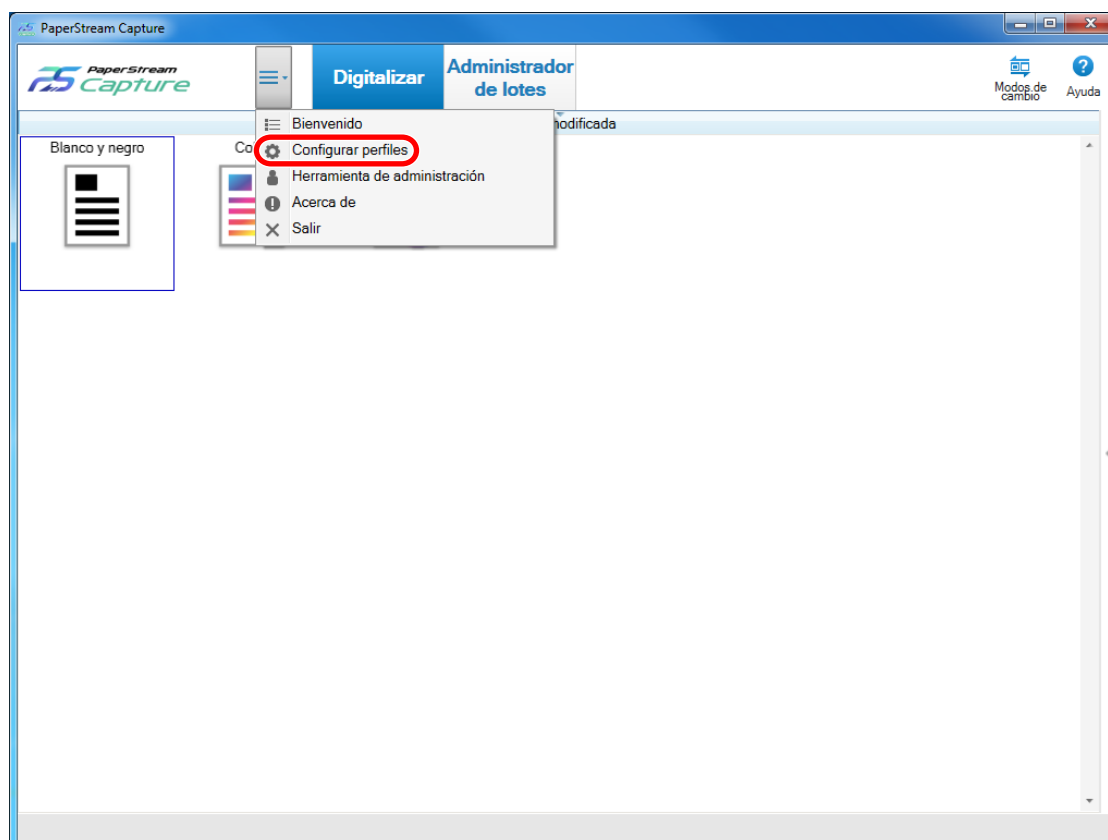 PaperStream Capture
PaperStream
Capture
Digitalizar
Administrador
de lotes
Modos de
cambio
Ayuda
Bienvenido
Configurar perfiles
Herramienta de administración
Acerca de
Salir
modificada
Blanco y negro
Co